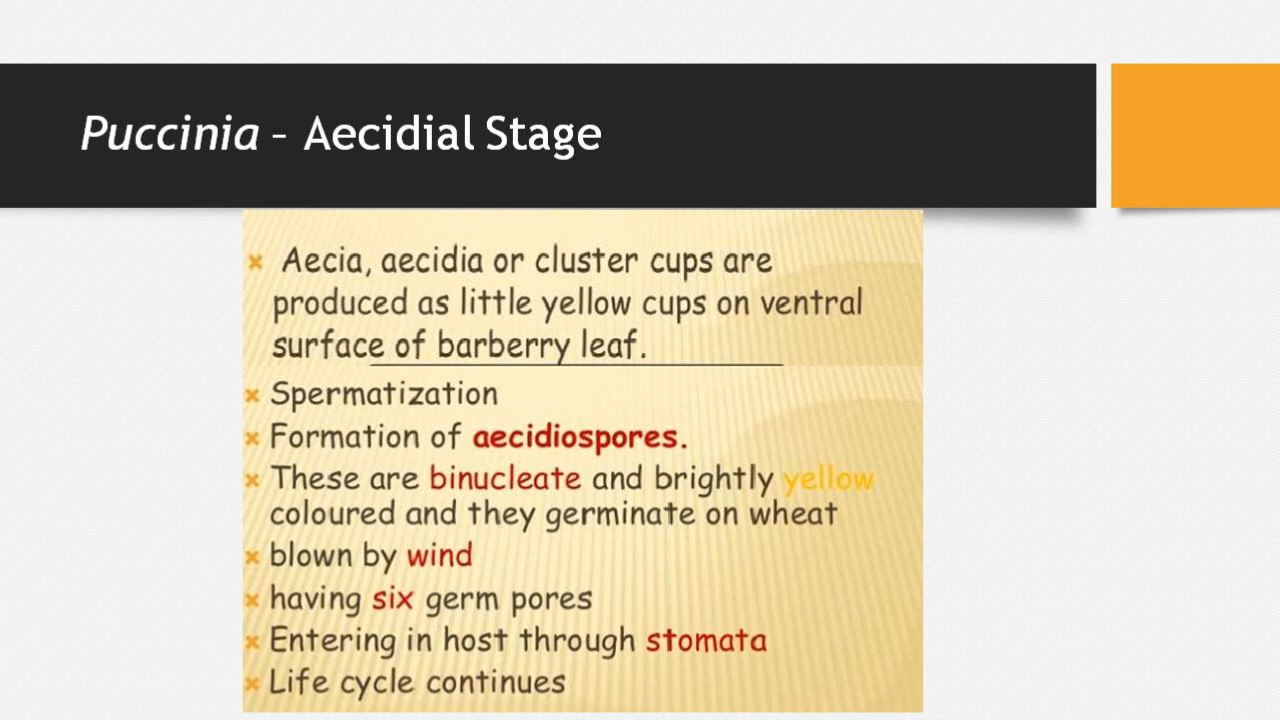 Puccinia – Aecidial Stage
Aecia, aecidia or cluster cups are
produced as little yellow cups on ventral
surface of barberry leaf.
Spermatization
Formation of aecidiospores.
These are binucleate and brightly yellow
coloured and they germinate on wheat
blown by wind
having six germ pores
Entering in host through stomata
Life cycle continues